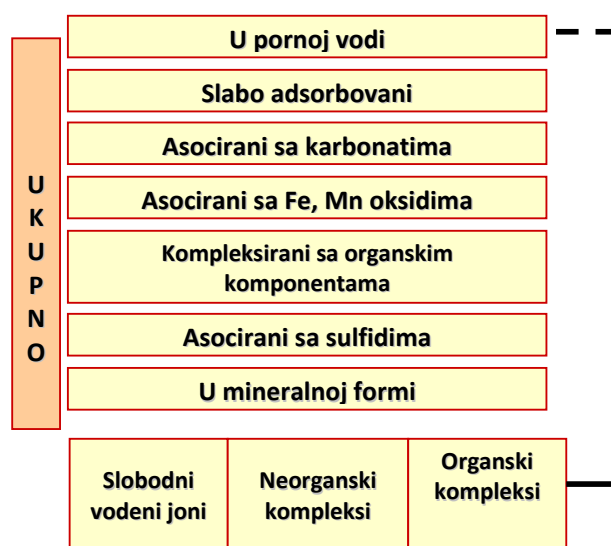 U pornoj vodi
Slabo adsorbovani
Asocirani sa karbonatima
Asocirani sa Fe, Mn oksidima
Kompleksirani sa organskim
komponentama
Asocirani sa sulfidima
U mineralnoj formi
U
K
U
P
N
O
Slobodni
vodeni joni
Neorganski
kompleksi
Organski
kompleksi